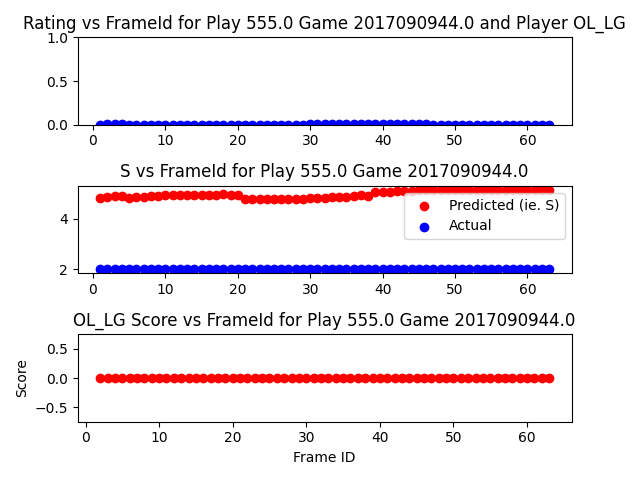 Rating vs FrameId for Play 555.0 Game 2017090944.0 and Player OL_LG
1.0
0.5
0.0
0 10 20 30 40 50 60
S vs FrameId for Play 555.0 Game 2017090944.0
4
2
Predicted (ie. S)
Actual
0 10 20 30 40 50 60
OL_LG Score vs FrameId for Play 555.0 Game 2017090944.0
Score
0.5
0.0
−0.5
0 10 20 30 40 50 60
Frame ID